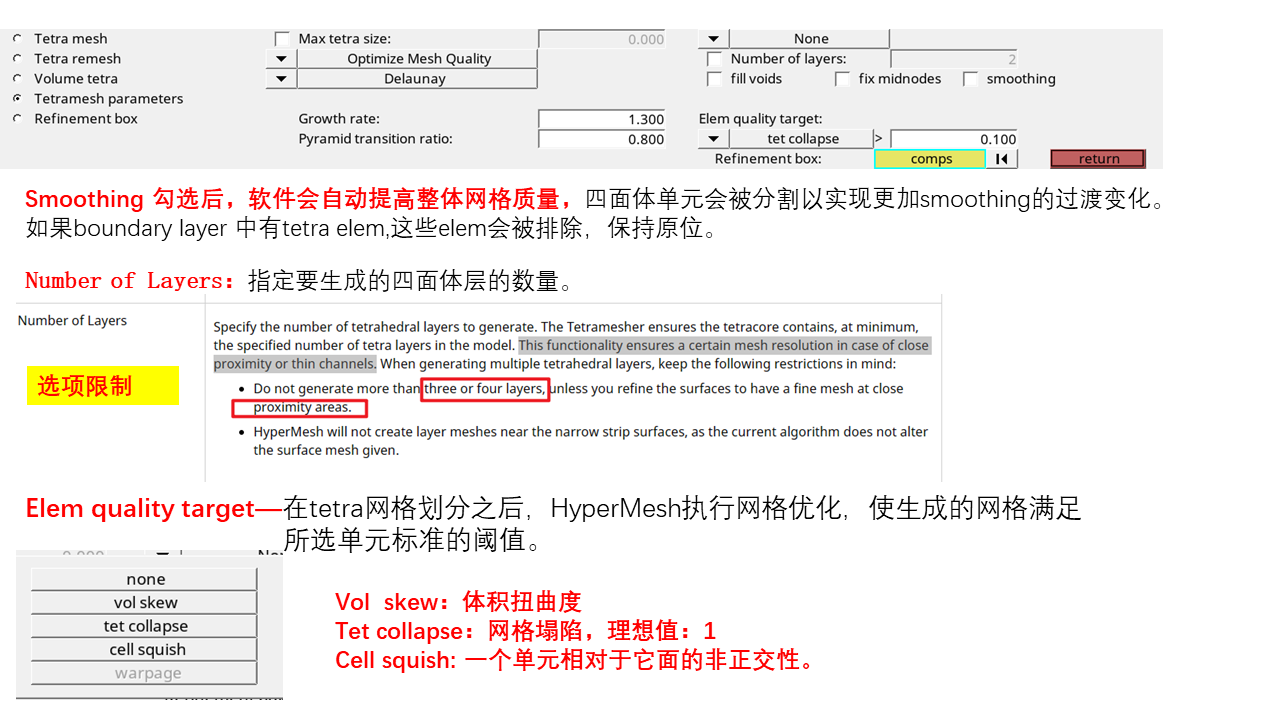 Tetra mesh
Max tetra size:
0.000
None
Tetra remesh
Optimize Mesh Quality
Number of layers:
2
Volume tetra
Delaunay
fill voids
fix midnodes
smoothing
Tetramesh parameters
Refinement box
Growth rate:
1.300
Elem quality target:
Pyramid transition ratio:
0.800
tet collapse
>
0.100
Refinement box:
comps
return
Smoothing 勾选后，软件会自动提高整体网格质量，四面体单元会被分割以实现更加smoothing的过渡变化。
如果boundary layer 中有tetra elem,这些elem会被排除，保持原位。
Number of Layers：指定要生成的四面体层的数量。
Number of Layers
Specify the number of tetrahedral layers to generate. The Tetramesher ensures the tetracore contains, at minimum,
the specified number of tetra layers in the model. This functionality ensures a certain mesh resolution in case of close
proximity or thin channels. When generating multiple tetrahedral layers, keep the following restrictions in mind:
• Do not generate more than three or four layers, unless you refine the surfaces to have a fine mesh at close
proximity areas.
• HyperMesh will not create layer meshes near the narrow strip surfaces, as the current algorithm does not alter
the surface mesh given.
选项限制
Elem quality target—在tetra网格划分之后，HyperMesh执行网格优化，使生成的网格满足
所选单元标准的阈值。
none
vol skew
tet collapse
cell squish
warpage
Vol skew：体积扭曲度
Tet collapse：网格塌陷，理想值：1
Cell squish: 一个单元相对于它面的非正交性。